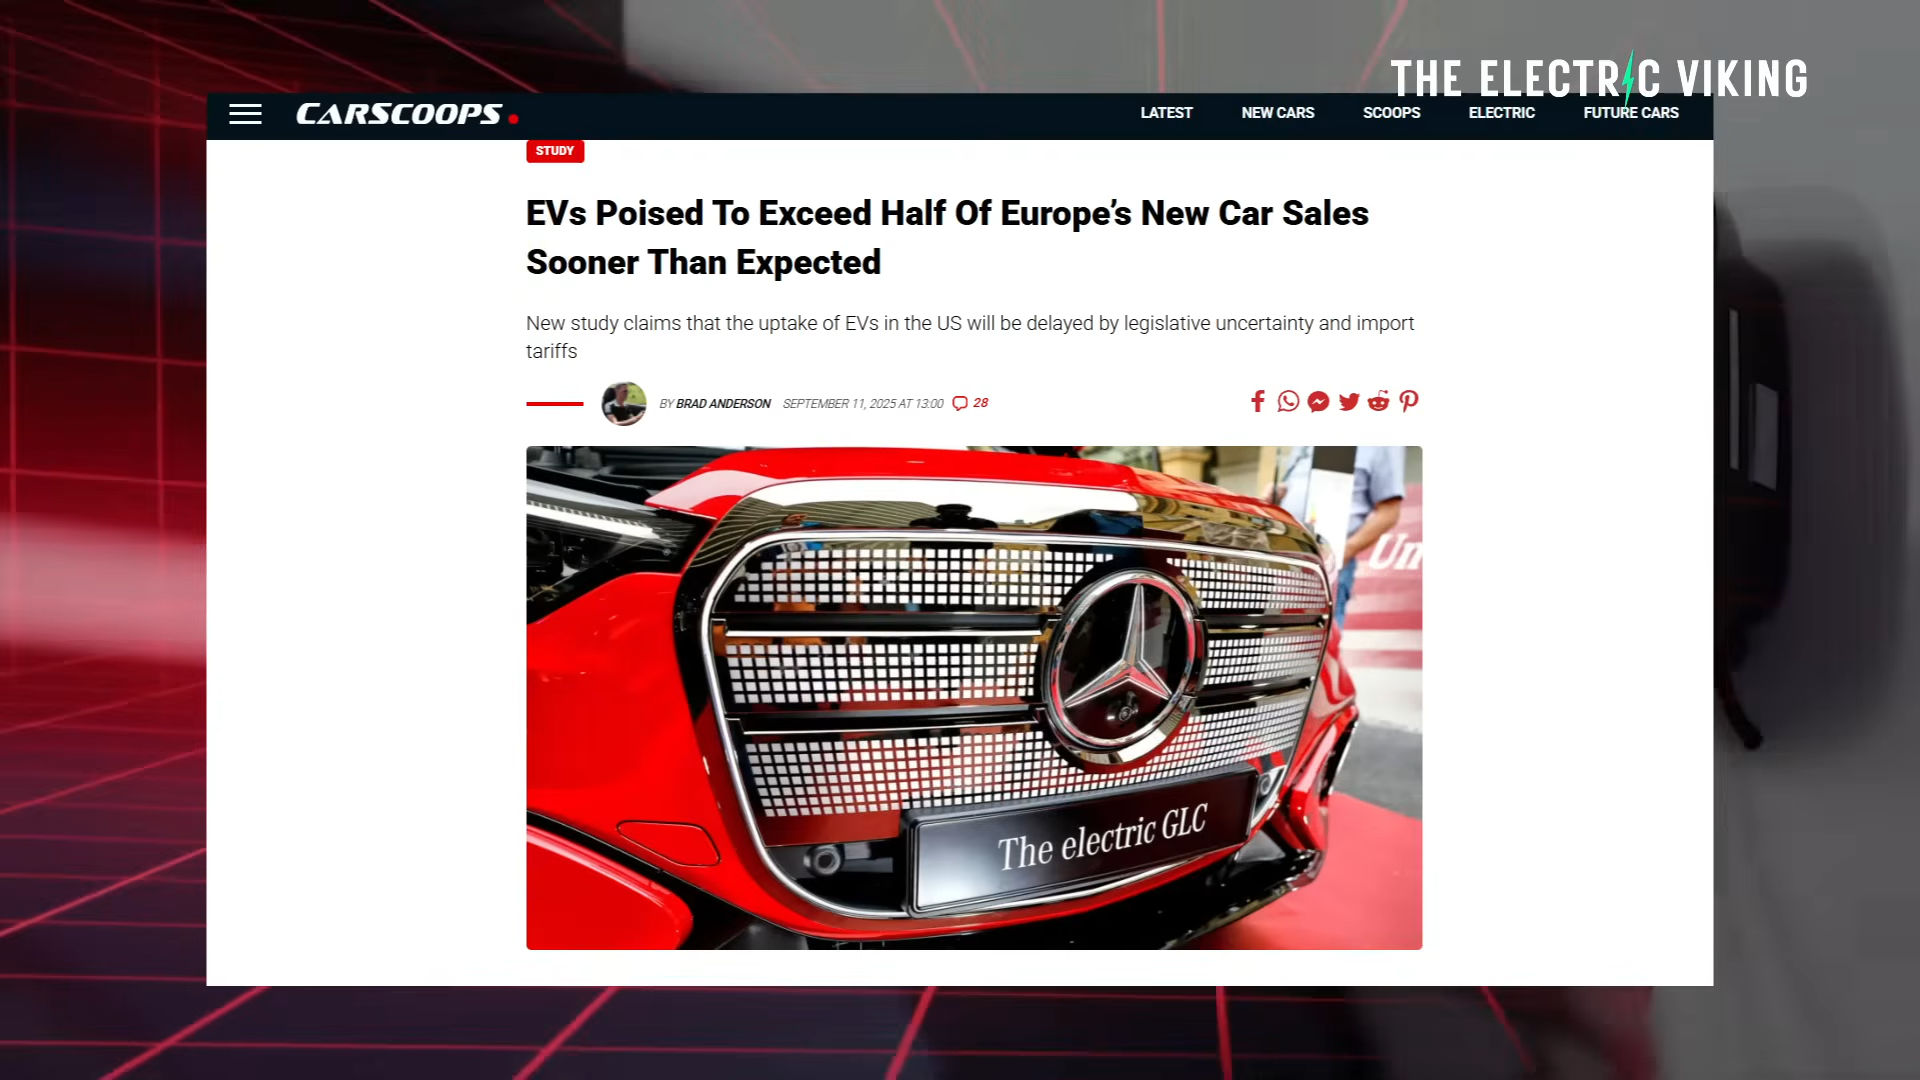 THE ELECTRIC VIKING
CARSCOOPS.
LATEST NEW CARS SCOOPS ELECTRIC FUTURE CARS
STUDY
EVs Poised To Exceed Half Of Europe’s New Car Sales
Sooner Than Expected
New study claims that the uptake of EVs in the US will be delayed by legislative uncertainty and import
tariffs
BY BRAD ANDERSON SEPTEMBER 11, 2025 AT 13:00 28
Un
The electric GLC